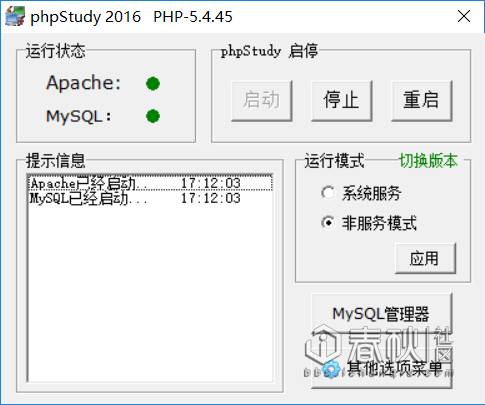 phpStudy 2016 PHP-5.4.45
运行状态
Apache:
MySQL:
phpStudy 启停
启动 停止 重启
提示信息
Apache已经启动... 17:12:03
MySQL已经启动... 17:12:03
运行模式 切换版本
系统服务
非服务模式
应用
MySQL管理器
春秋社区
其他选项菜单